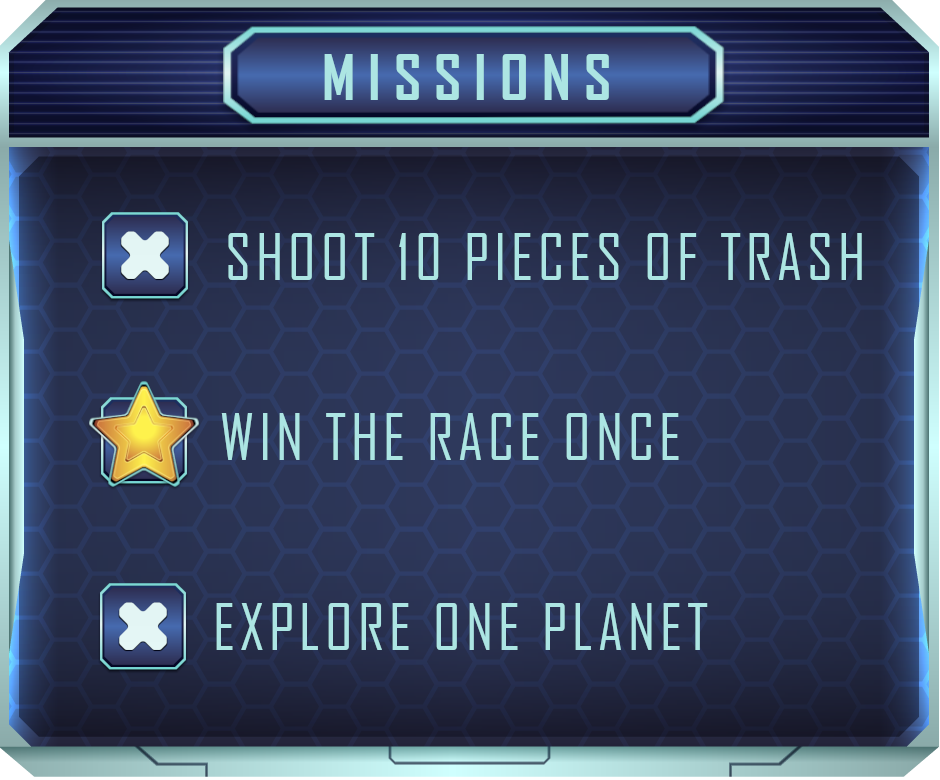 MISSIONS
SHOOT 10 PIECES OF TRASH
WIN THE RACE ONCE
EXPLORE ONE PLANET